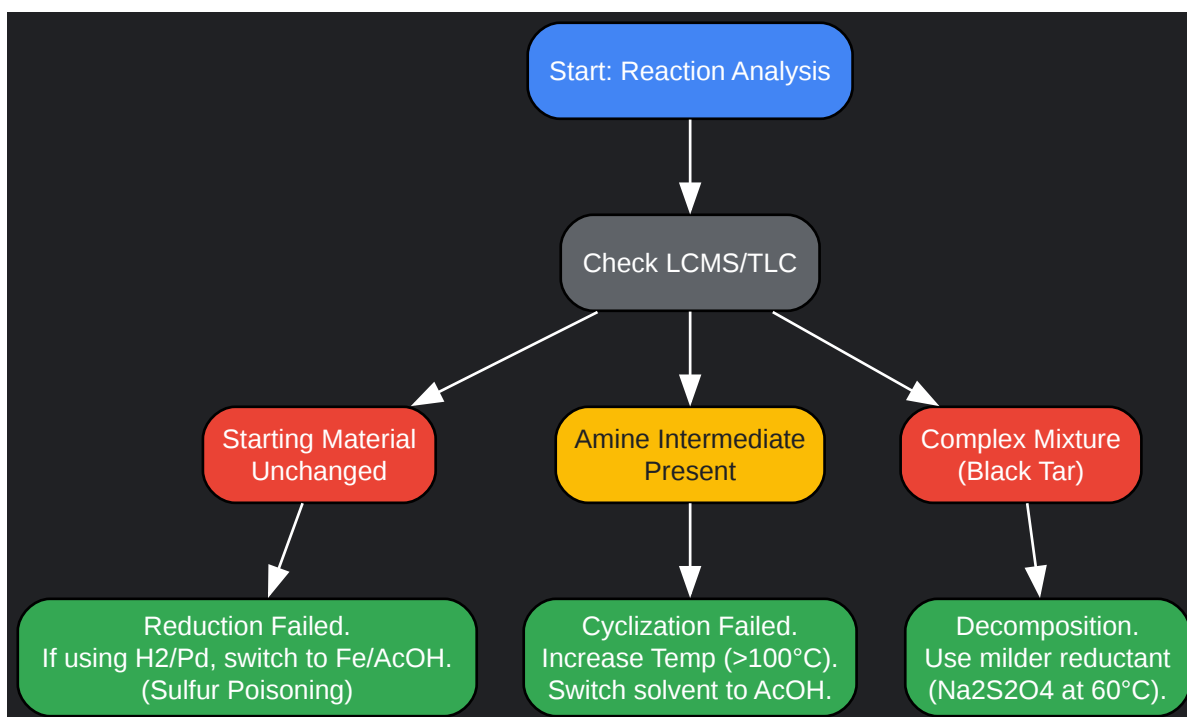 Start: Reaction Analysis
Check LCMS/TLC
Starting Material
Unchanged
Amine Intermediate
Present
Complex Mixture
(Black Tar)
Reduction Failed.
If using H2/Pd, switch to Fe/AcOH.
(Sulfur Poisoning)
Cyclization Failed.
Increase Temp (>100°C).
Switch solvent to AcOH.
Decomposition.
Use milder reductant
(Na2S2O4 at 60°C).